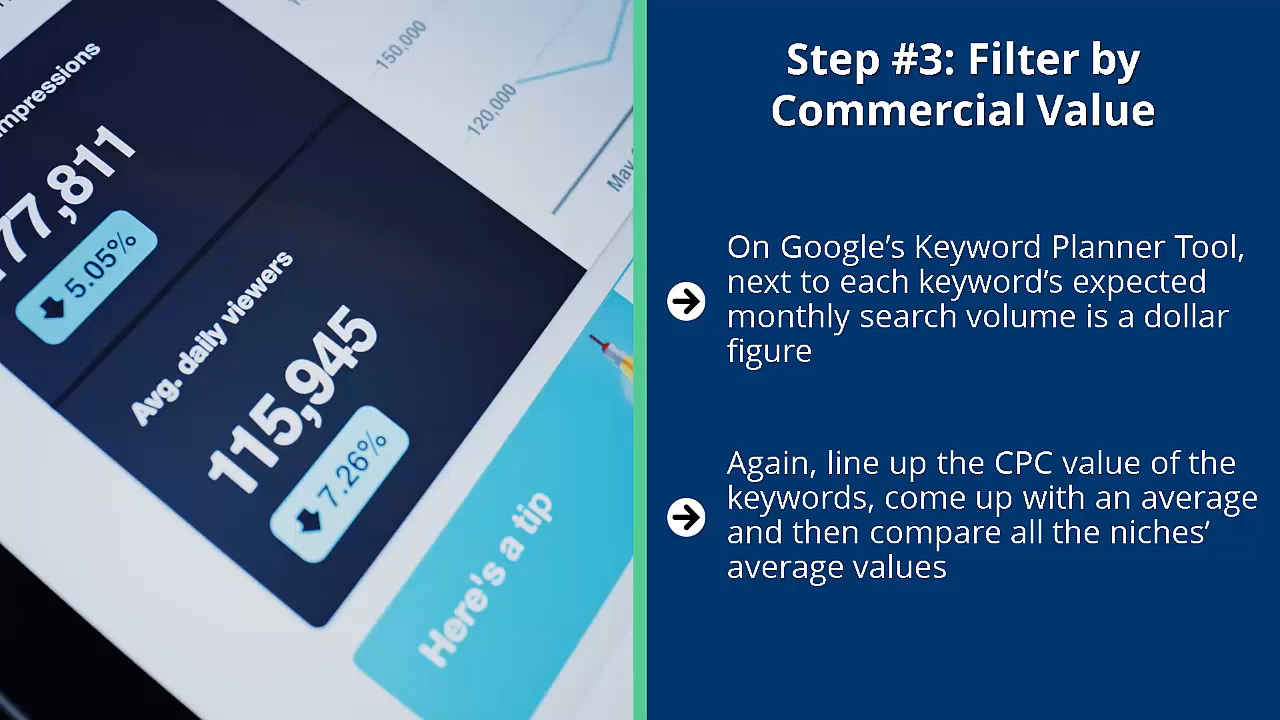 Impressions
77,811
5.05%
Avg. daily viewers
115,945
7.26%
Here's a tip
150,000
120,000
May
Step #3: Filter by
Commercial Value
On Google’s Keyword Planner Tool,
next to each keyword’s expected
monthly search volume is a dollar
figure
Again, line up the CPC value of the
keywords, come up with an average
and then compare all the niches’
average values